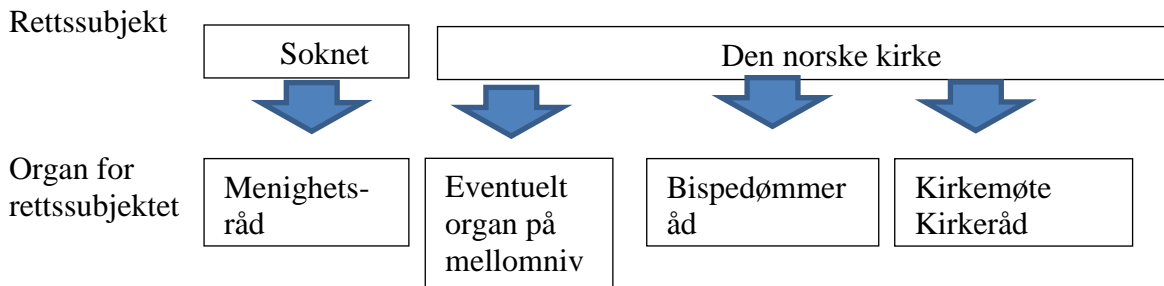 Rettssubjekt
Soknet
Den norske kirke
Organ for
rettssubjektet
Menighets-
råd
Eventuelt
organ på
mellomniv
Bispedømmer
åd
Kirkemøte
Kirkeråd